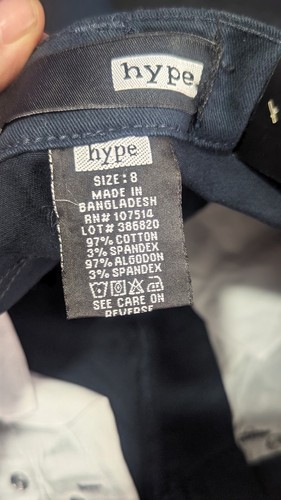 hype.
hype
SIZE: 8
MADE IN
BANGLADESH
RN# 107514
LOT# 386820
97% COTTON
3% SPANDEX
97% ALGODON
3% SPANDEX
SEE CARE ON
REVERSE